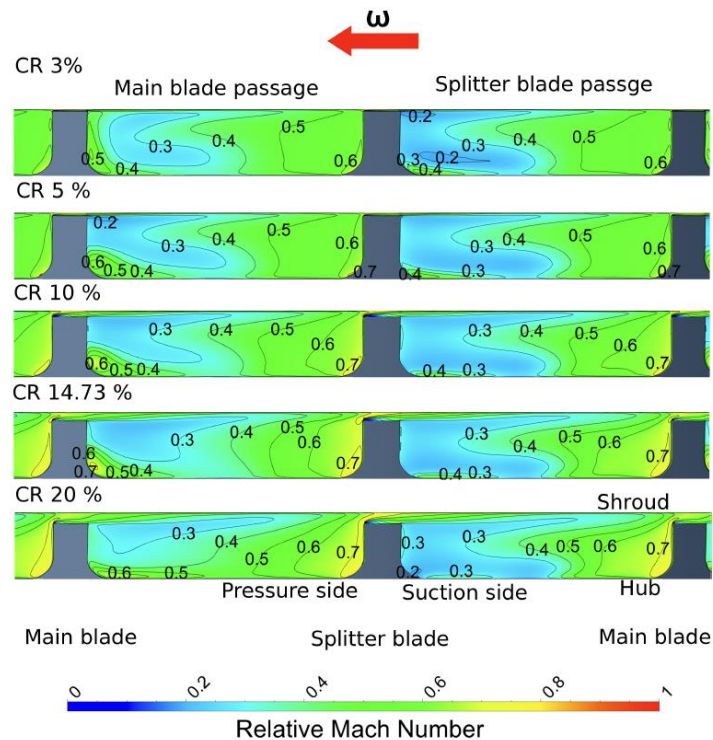 ω
CR 3%
Main blade passage
Splitter blade passge
0.2
0.5 0.4 0.3 0.4 0.5 0.6 0.3 0.4 0.2 0.3 0.4 0.5 0.6
CR 5 %
0.2
0.6 0.5 0.4 0.3 0.4 0.5 0.6 0.7 0.4 0.3 0.3 0.4 0.5 0.6 0.7
CR 10 %
0.6 0.5 0.4 0.3 0.4 0.5 0.6 0.7 0.4 0.3 0.3 0.4 0.5 0.6 0.7
CR 14.73 %
0.6 0.7 0.5 0.4 0.3 0.4 0.5 0.6 0.7 0.4 0.3 0.3 0.4 0.5 0.6 0.7
CR 20 %
Shroud
0.6 0.3 0.5 0.4 0.6 0.5 0.6 0.7 0.3 0.2 0.3 0.3 0.4 0.5 0.6 0.7
Pressure side
Suction side
Hub
Main blade
Splitter blade
Main blade
0 0.2 0.4 0.6 0.8 1
Relative Mach Number